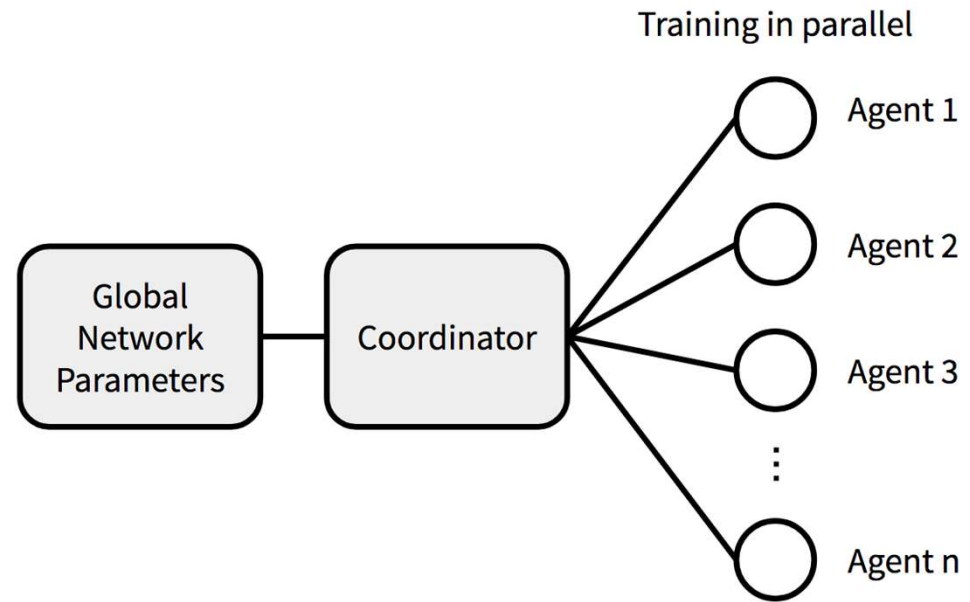 Training in parallel
Agent 1
Agent 2
Global
Network
Parameters
Coordinator
Agent 3
⋮
Agent n